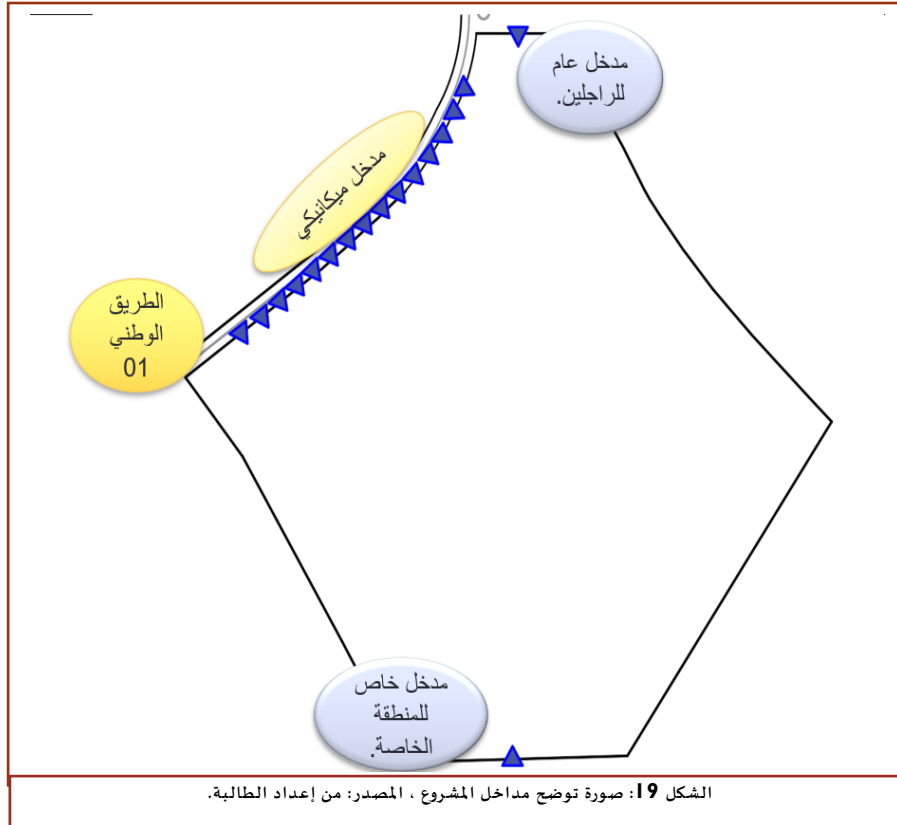 مدخل عام
للراجلين.
مدخل ميكانيكي
الطريق
الوطني
01
مدخل خاص
للمنطقة
الخاصة.
الشكل 19: صورة توضح مداخل المشروع ، المصدر: من إعداد الطالبة.